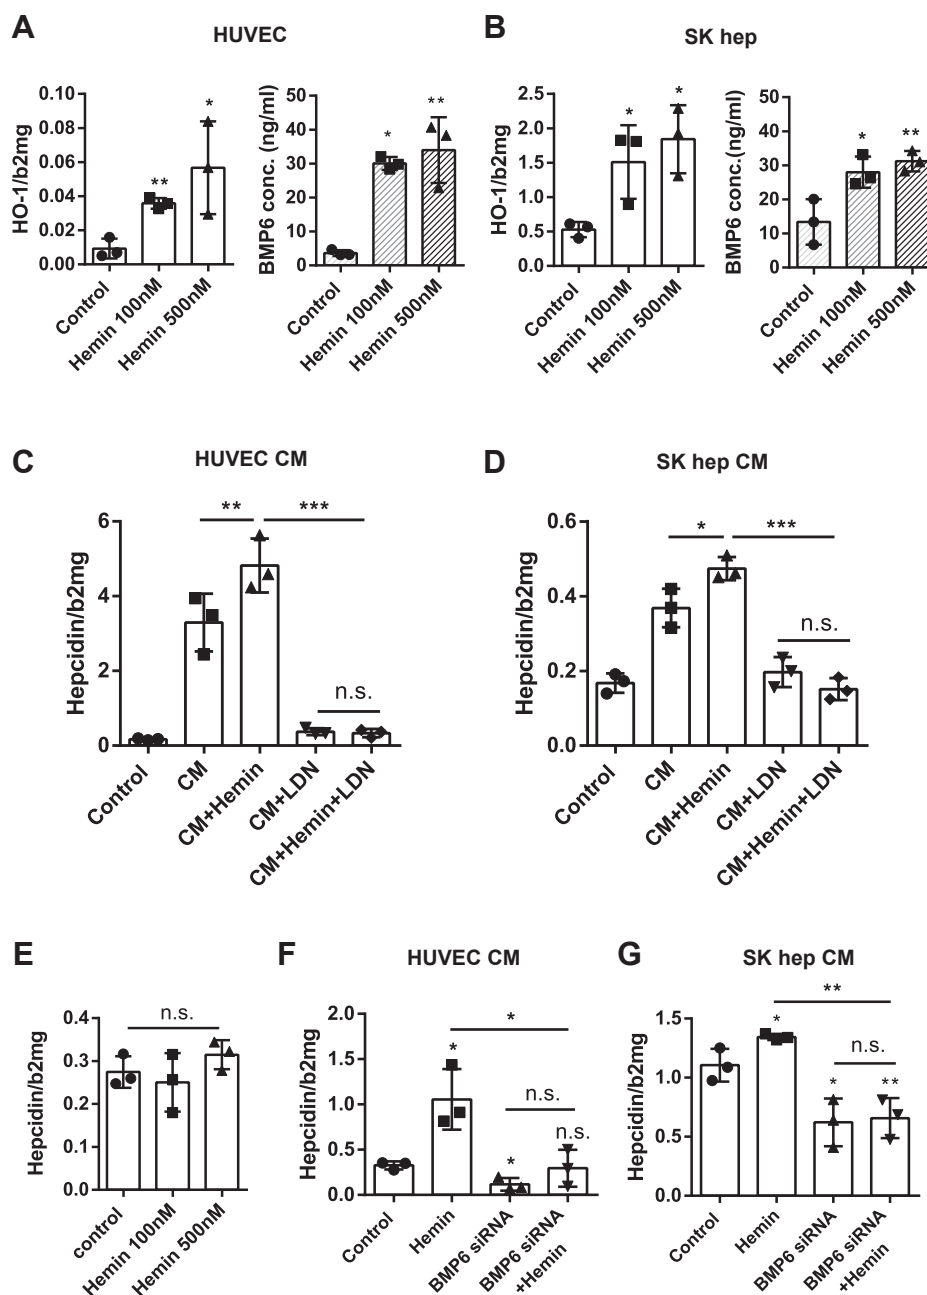 A
HUVEC
HO-1/b2mg
0.10
0.08
0.06
0.04
0.02
0.00
**
*
Control
Hemin 100nM
Hemin 500nM
BMP6 conc. (ng/ml)
50
40
30
20
10
0
*
**
Control
Hemin 100nM
Hemin 500nM
B
SK hep
HO-1/b2mg
2.5
2.0
1.5
1.0
0.5
0.0
*
*
Control
Hemin 100nM
Hemin 500nM
BMP6 conc.(ng/ml)
50
40
30
20
10
0
*
**
Control
Hemin 100nM
Hemin 500nM
C
HUVEC CM
Hepcidin/b2mg
6
4
2
0
**
***
n.s.
Control
CM
CM+Hemin
CM+LDN
CM+Hemin+LDN
D
SK hep CM
Hepcidin/b2mg
0.6
0.4
0.2
0.0
*
***
n.s.
Control
CM
CM+Hemin
CM+LDN
CM+Hemin+LDN
E
Hepcidin/b2mg
0.4
0.3
0.2
0.1
0.0
n.s.
control
Hemin 100nM
Hemin 500nM
F
HUVEC CM
Hepcidin/b2mg
2.0
1.5
1.0
0.5
0.0
*
*
n.s.
*
n.s.
Control
Hemin
BMP6 siRNA
BMP6 siRNA
+Hemin
G
SK hep CM
Hepcidin/b2mg
1.5
1.0
0.5
0.0
**
*
n.s.
*
**
Control
Hemin
BMP6 siRNA
BMP6 siRNA
+Hemin